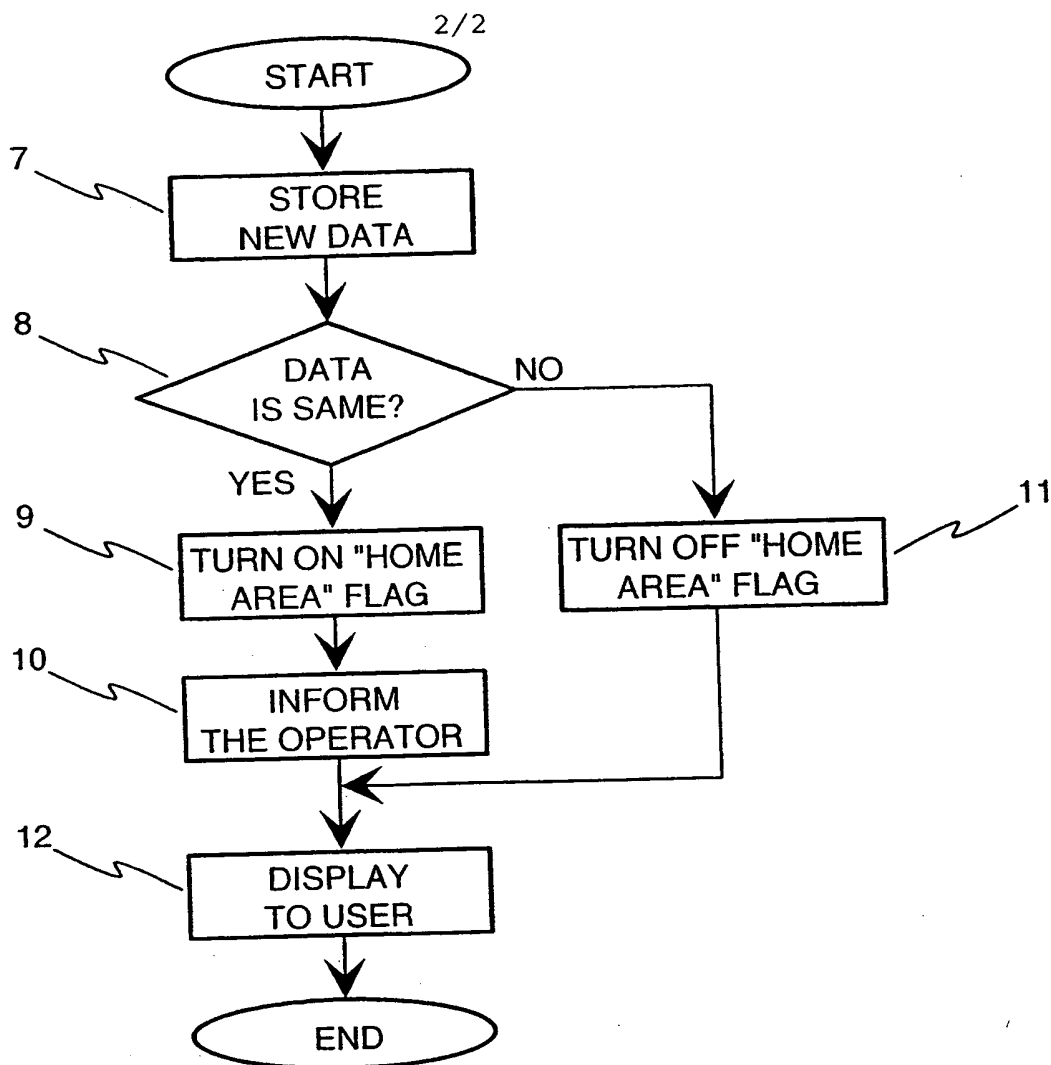 2/2
START
7
STORE
NEW DATA
8
DATA
IS SAME?
NO
YES
9
TURN ON "HOME
AREA" FLAG
TURN OFF "HOME
AREA" FLAG
11
10
INFORM
THE OPERATOR
12
DISPLAY
TO USER
END